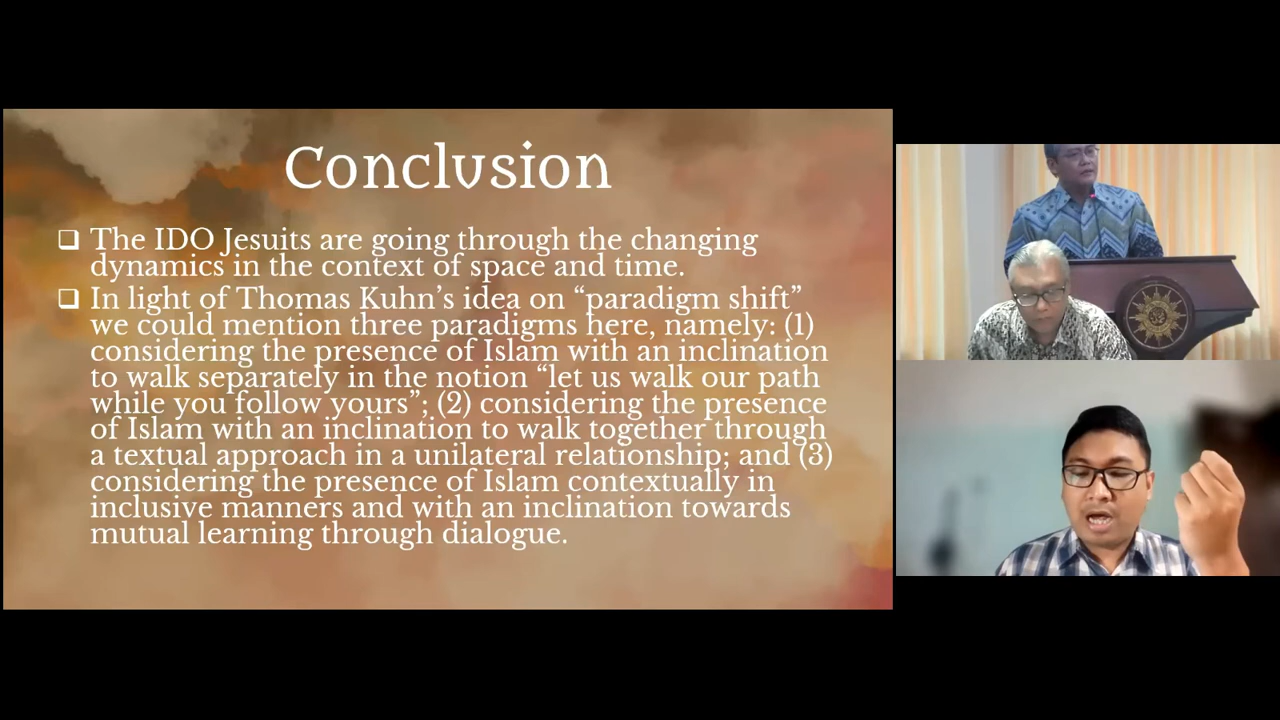 Conclusion
❑ The IDO Jesuits are going through the changing
dynamics in the context of space and time.
❑ In light of Thomas Kuhn’s idea on “paradigm shift”
we could mention three paradigms here, namely: (1)
considering the presence of Islam with an inclination
to walk separately in the notion “let us walk our path
while you follow yours”; (2) considering the presence
of Islam with an inclination to walk together through
a textual approach in a unilateral relationship; and (3)
considering the presence of Islam contextually in
inclusive manners and with an inclination towards
mutual learning through dialogue.